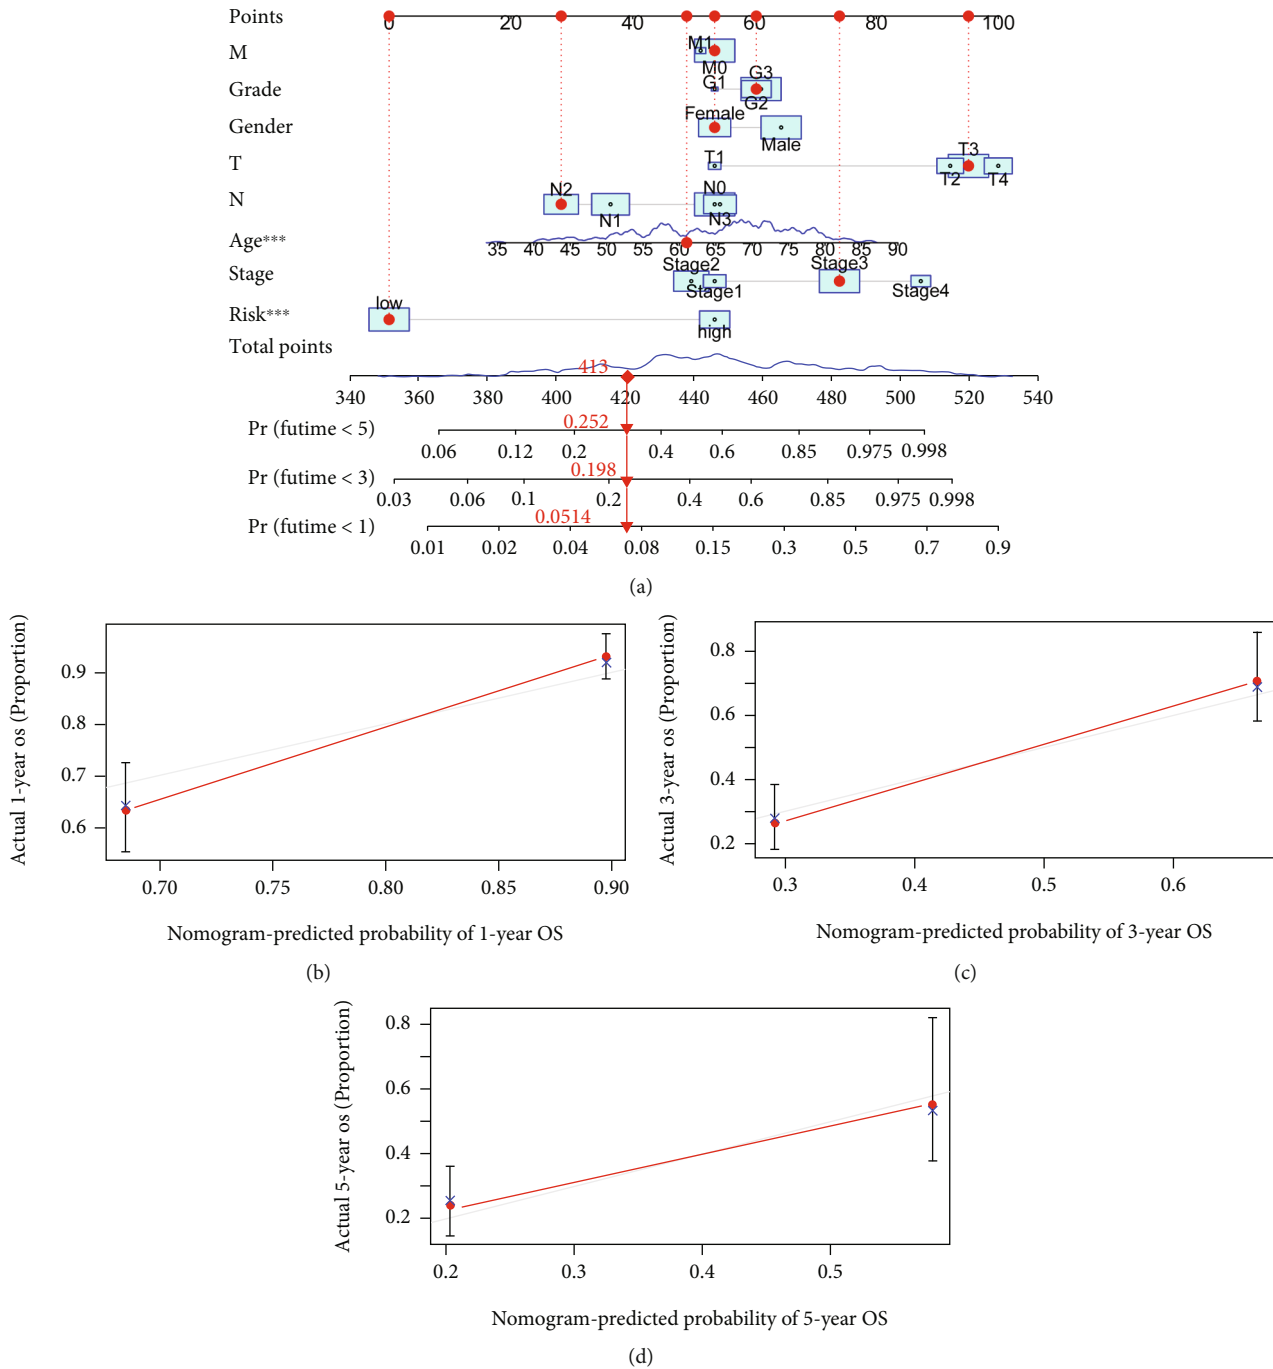 Points
0 20 40 60 80 100
M
M1
M0
Grade
G1
G3
G2
Gender
Female
Male
T
T1
T3
T2
T4
N
N2
N0
N1
N3
Age***
35 40 45 50 55 60 65 70 75 80 85 90
Stage
Stage2
Stage3
Stage1
Stage4
Risk***
low
high
Total points
413
340 360 380 400 420 440 460 480 500 520 540
0.252
Pr (futime < 5)
0.06 0.12 0.2 0.4 0.6 0.85 0.975 0.998
0.198
Pr (futime < 3)
0.03 0.06 0.1 0.2 0.4 0.6 0.85 0.975 0.998
0.0514
Pr (futime < 1)
0.01 0.02 0.04 0.08 0.15 0.3 0.5 0.7 0.9
(a)
Actual 1-year os (Proportion)
0.9
0.8
0.7
0.6
0.70 0.75 0.80 0.85 0.90
Nomogram-predicted probability of 1-year OS
(b)
Actual 3-year os (Proportion)
0.8
0.6
0.4
0.2
0.3 0.4 0.5 0.6
Nomogram-predicted probability of 3-year OS
(c)
Actual 5-year os (Proportion)
0.8
0.6
0.4
0.2
0.2 0.3 0.4 0.5
Nomogram-predicted probability of 5-year OS
(d)